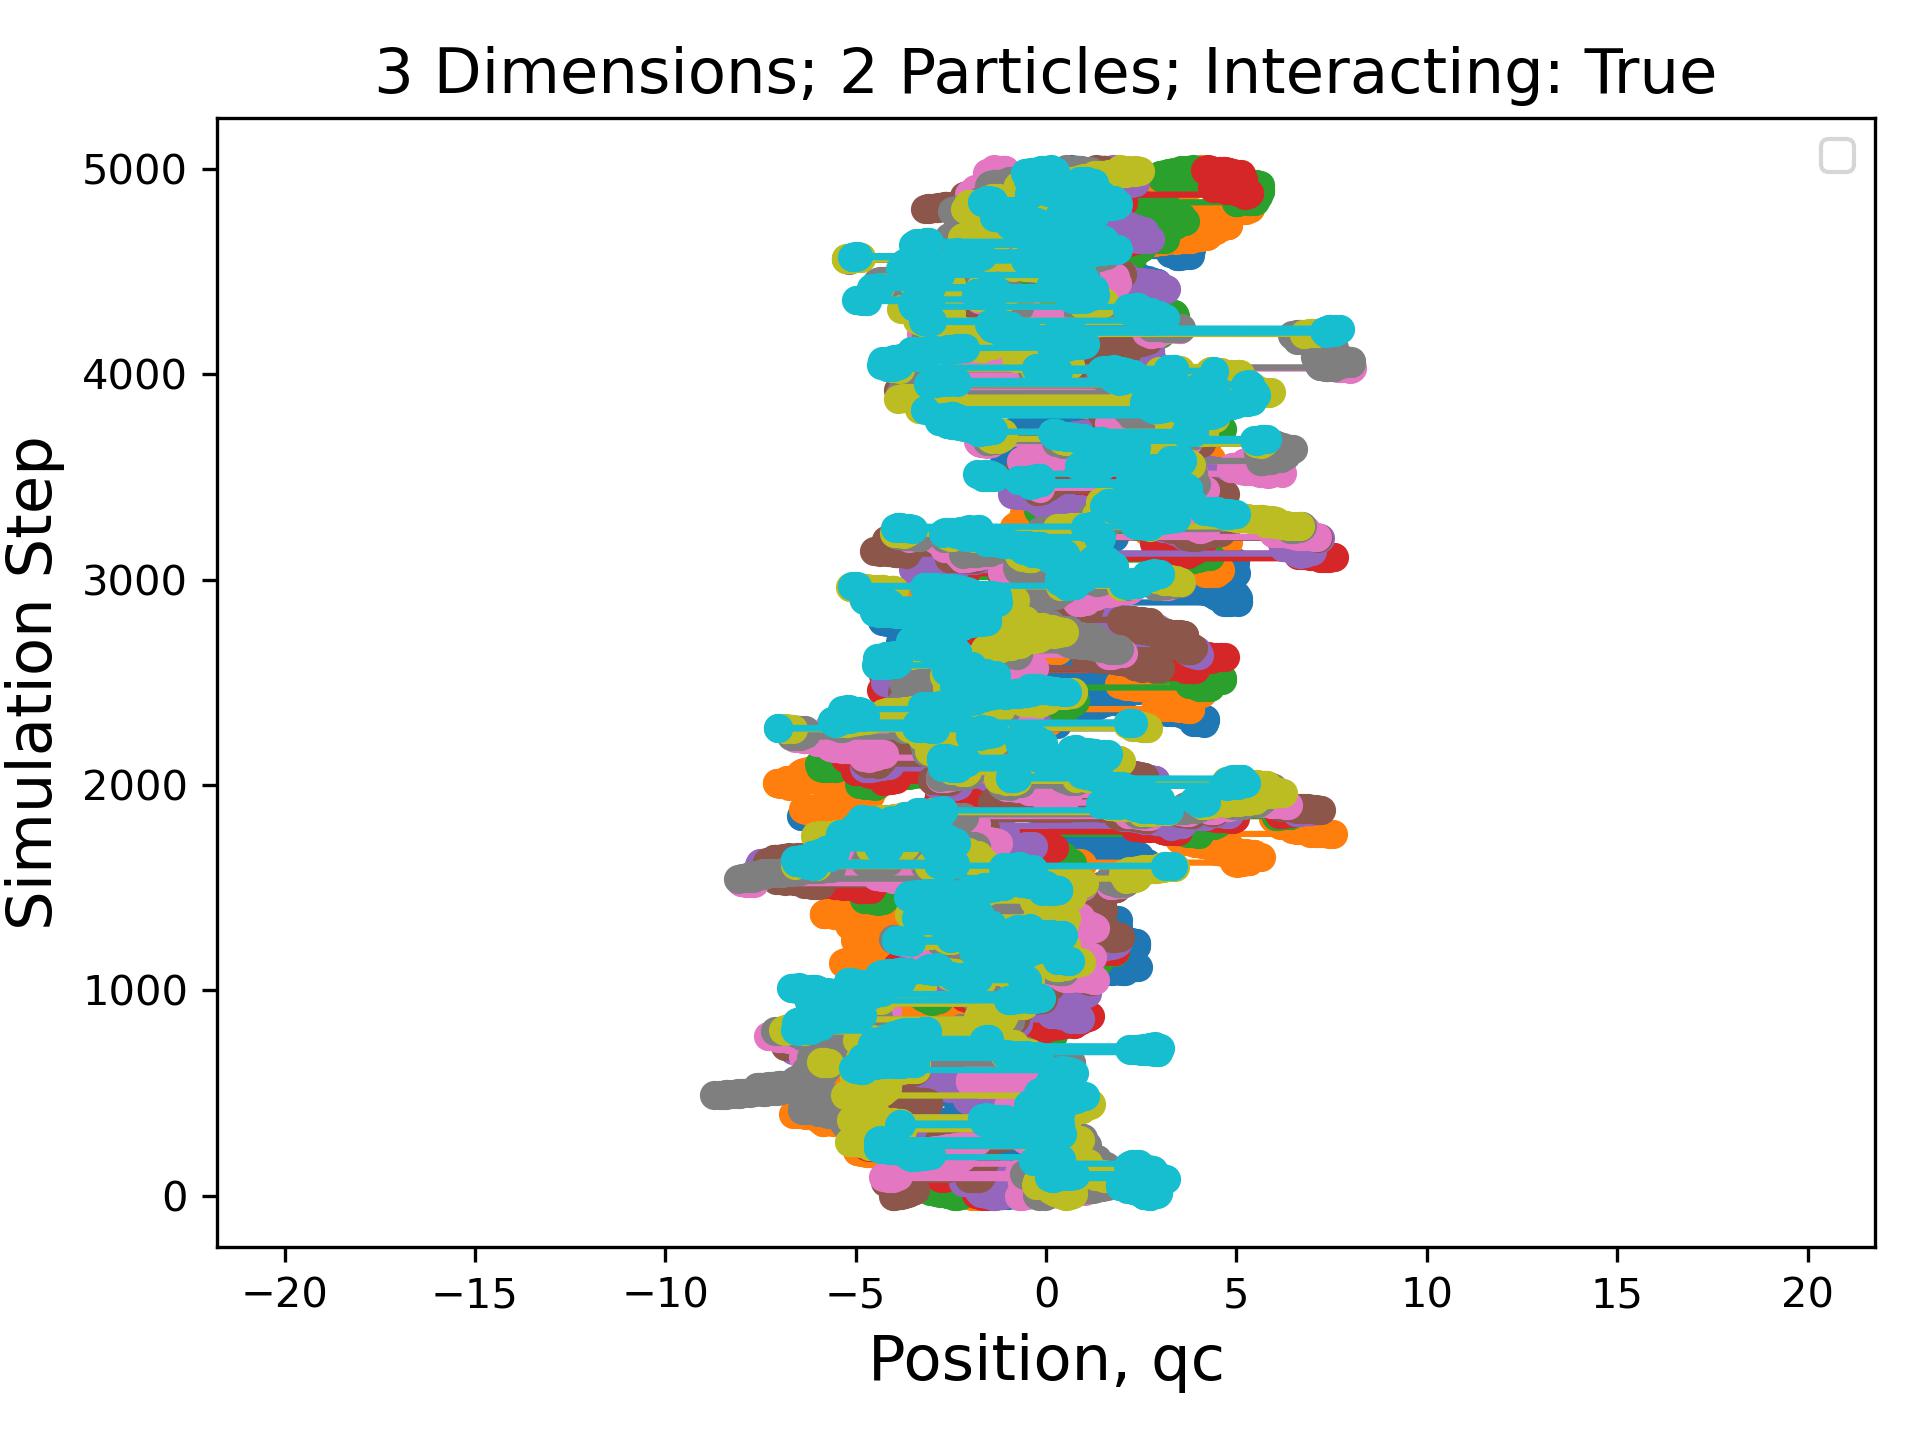 3 Dimensions; 2 Particles; Interacting: True
5000
4000
3000
2000
1000
0
Simulation Step
−20 −15 −10 −5 0 5 10 15 20
Position, qc